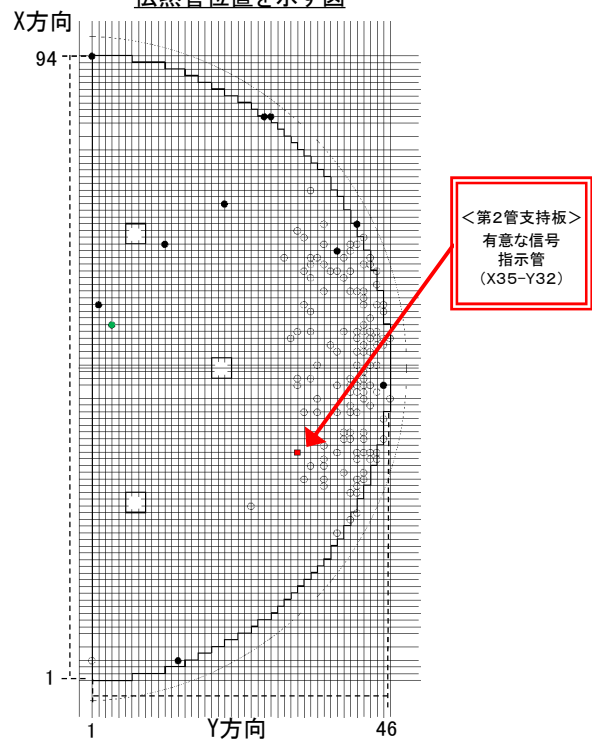 伝熱管位置を示す図
X方向
94
＜第2管支持板＞
有意な信号
指示管
（X35-Y32）
1
1
Y方向
46